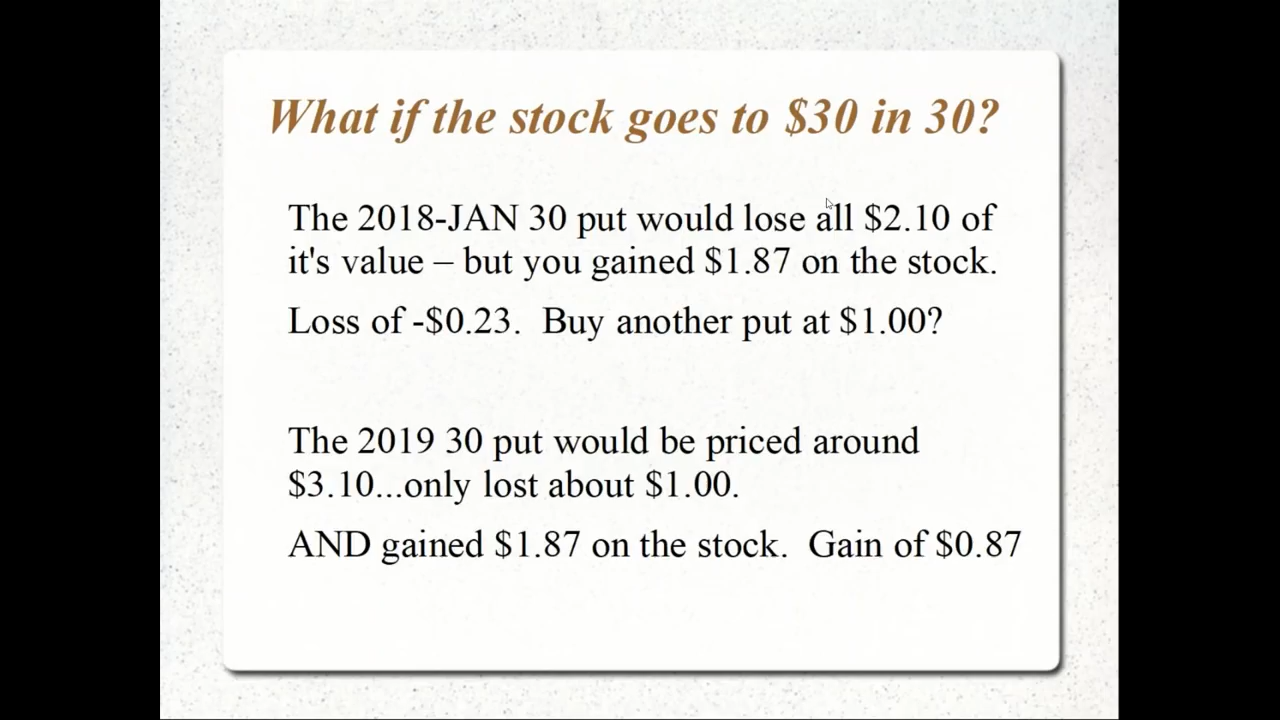 What if the stock goes to $30 in 30?
The 2018-JAN 30 put would lose all $2.10 of
it's value – but you gained $1.87 on the stock.
Loss of -$0.23.  Buy another put at $1.00?
The 2019 30 put would be priced around
$3.10...only lost about $1.00.
AND gained $1.87 on the stock.  Gain of $0.87